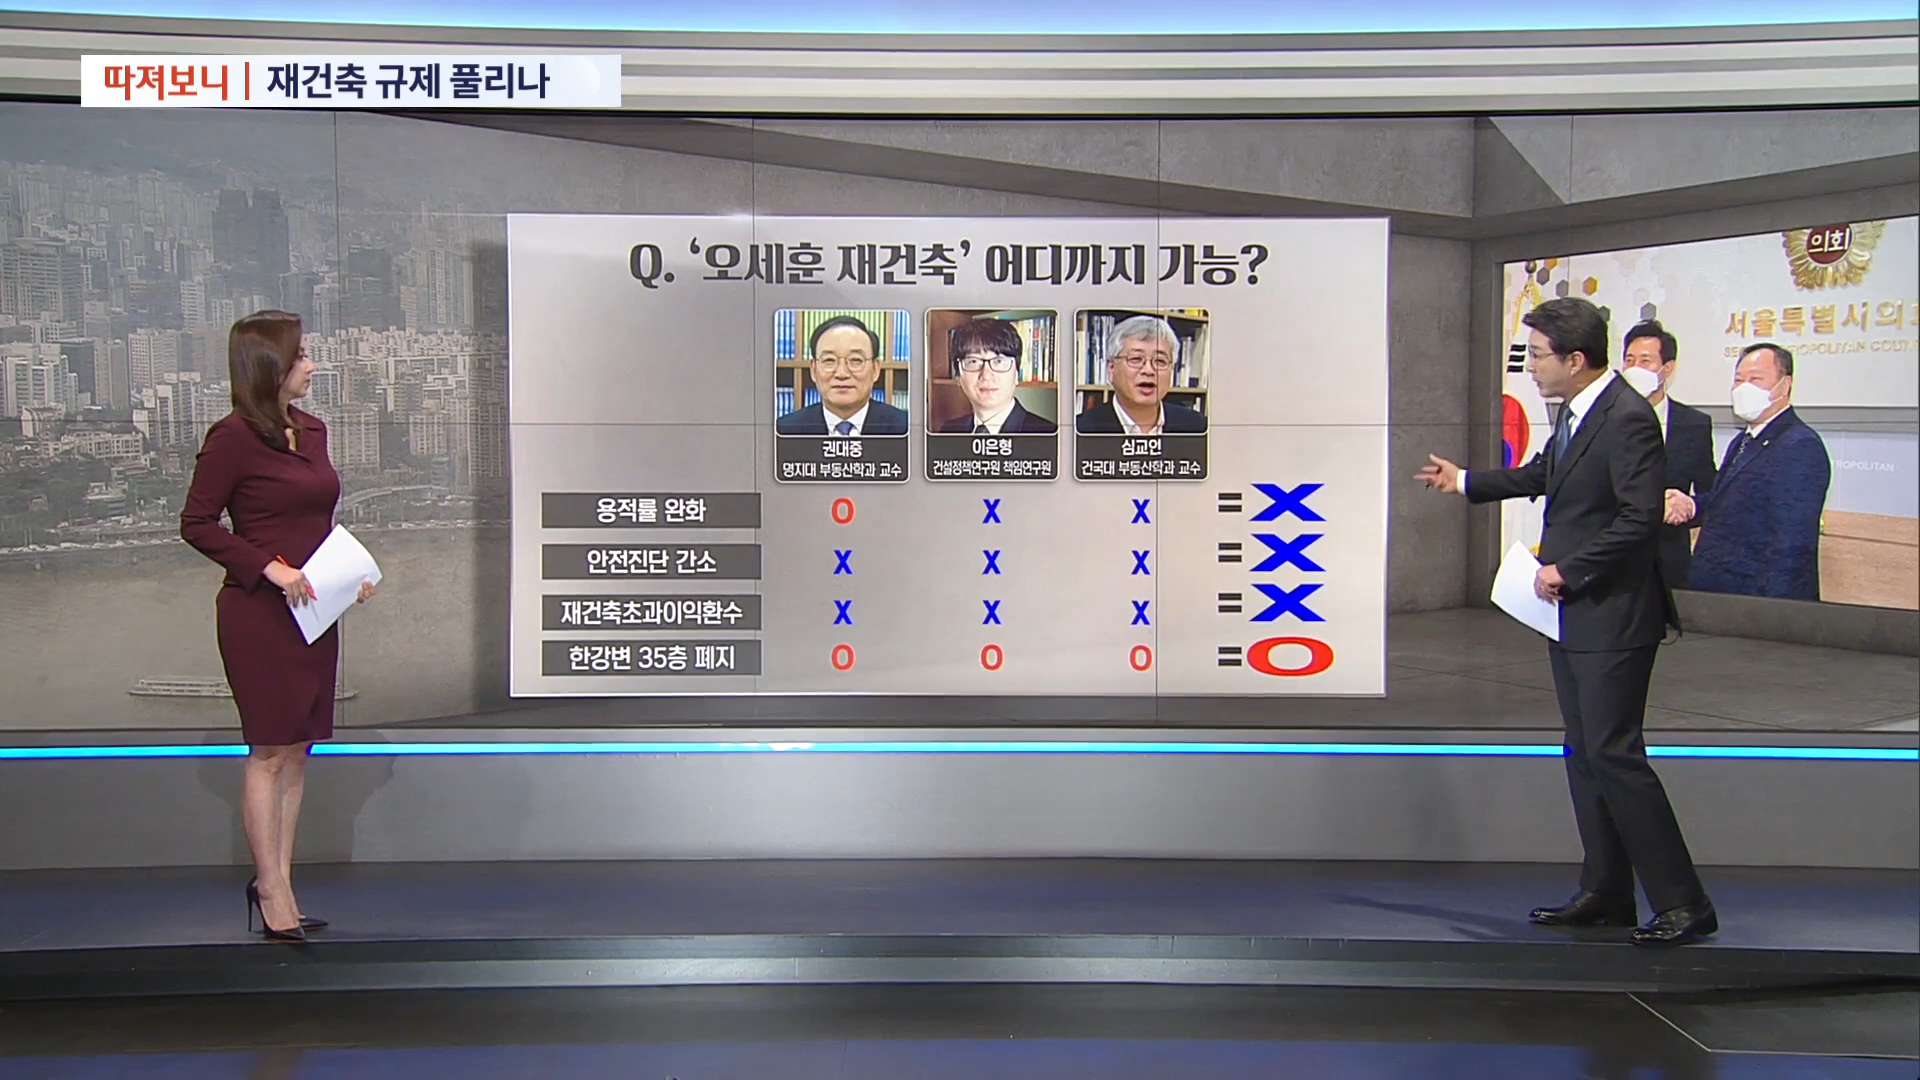 따져보니 | 재건축 규제 풀리나
Q. ‘오세훈 재건축’ 어디까지 가능?
권대중
명지대 부동산학과 교수
이은형
건설정책연구원 책임연구원
심교언
건국대 부동산학과 교수
용적률 완화 O X X = X
안전진단 간소 X X X = X
재건축초과이익환수 X X X = X
한강변 35층 폐지 O O O = O
의회
서울특별시의회